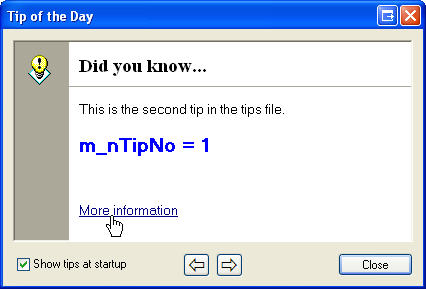 Tip of the Day
Did you know...
This is the second tip in the tips file.
m_nTipNo = 1
More information
Show tips at startup
Close